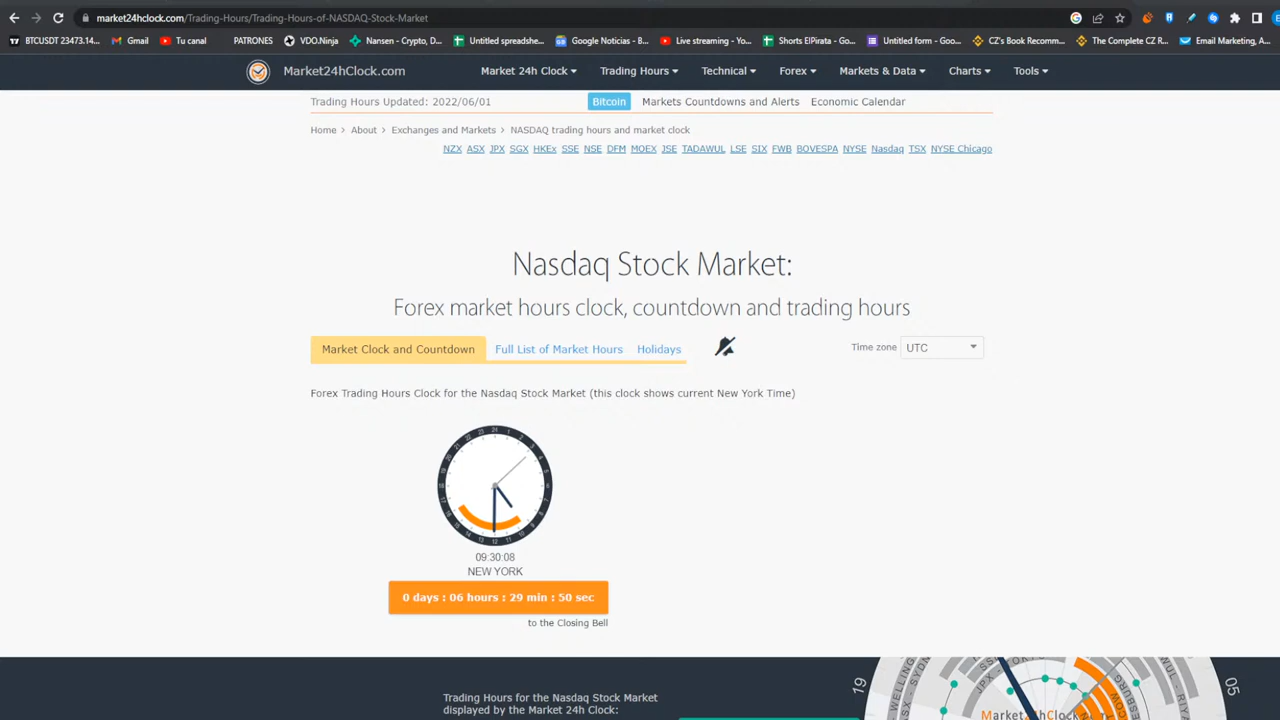 market24hclock.com/Trading-Hours/Trading-Hours-of-NASDAQ-Stock-Market
BTCUSDT 23473.14... Gmail Tu canal PATRONES VDO.Ninja Nansen - Crypto, D... Untitled spreadshe... Google Noticias - B... Live streaming - Yo... Shorts ElPirata - Goo... Untitled form - Goo... CZ's Book Recomm... The Complete CZ R... Email Marketing, A...
Market24hClock.com Market 24h Clock Trading Hours Technical Forex Markets & Data Charts Tools
Trading Hours Updated: 2022/06/01 Bitcoin Markets Countdowns and Alerts Economic Calendar
Home > About > Exchanges and Markets > NASDAQ trading hours and market clock
NZX ASX JPX SGX HKEx SSE NSE DFM MOEX JSE TADAWUL LSE SIX FWB BOVESPA NYSE Nasdaq TSX NYSE Chicago
Nasdaq Stock Market:
Forex market hours clock, countdown and trading hours
Market Clock and Countdown Full List of Market Hours Holidays Time zone UTC
Forex Trading Hours Clock for the Nasdaq Stock Market (this clock shows current New York Time)
09:30:08
NEW YORK
0 days : 06 hours : 29 min : 50 sec
to the Closing Bell
Trading Hours for the Nasdaq Stock Market
displayed by the Market 24h Clock:
19
05
Market24hClock.com